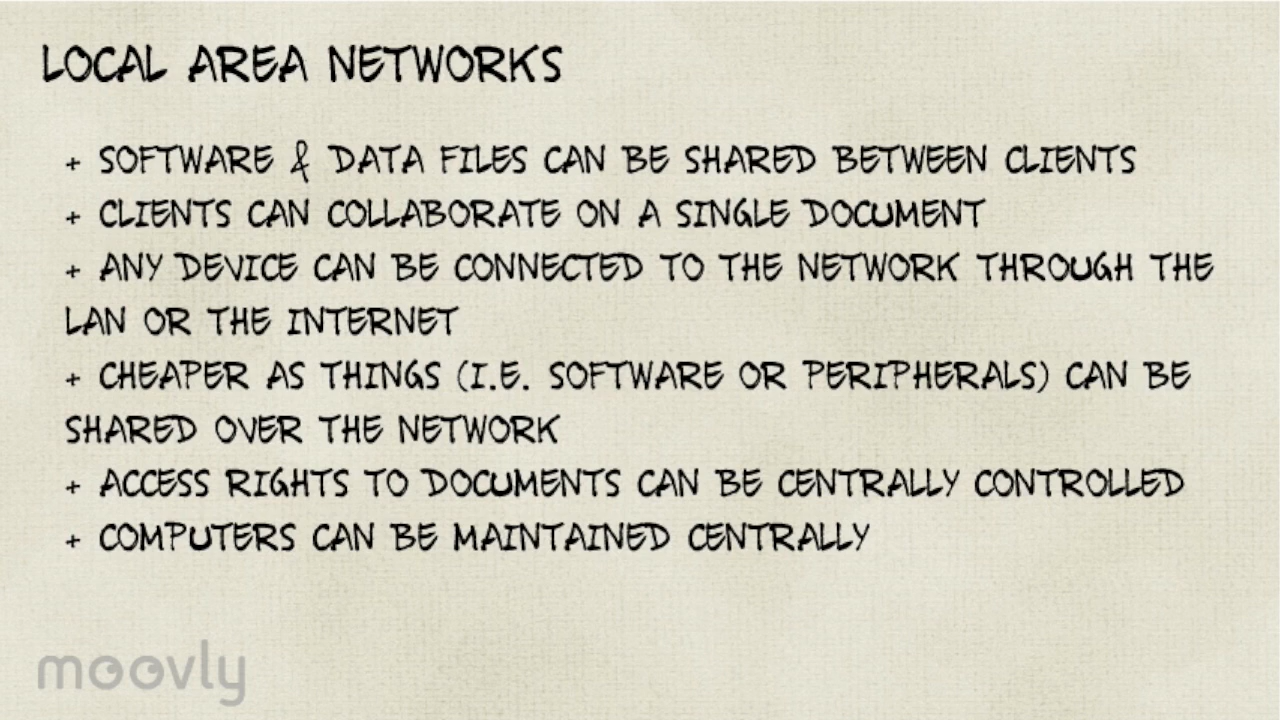 LOCAL AREA NETWORKS
+ SOFTWARE & DATA FILES CAN BE SHARED BETWEEN CLIENTS
+ CLIENTS CAN COLLABORATE ON A SINGLE DOCUMENT
+ ANY DEVICE CAN BE CONNECTED TO THE NETWORK THROUGH THE
LAN OR THE INTERNET
+ CHEAPER AS THINGS (I.E. SOFTWARE OR PERIPHERALS) CAN BE
SHARED OVER THE NETWORK
+ ACCESS RIGHTS TO DOCUMENTS CAN BE CENTRALLY CONTROLLED
+ COMPUTERS CAN BE MAINTAINED CENTRALLY
moovly